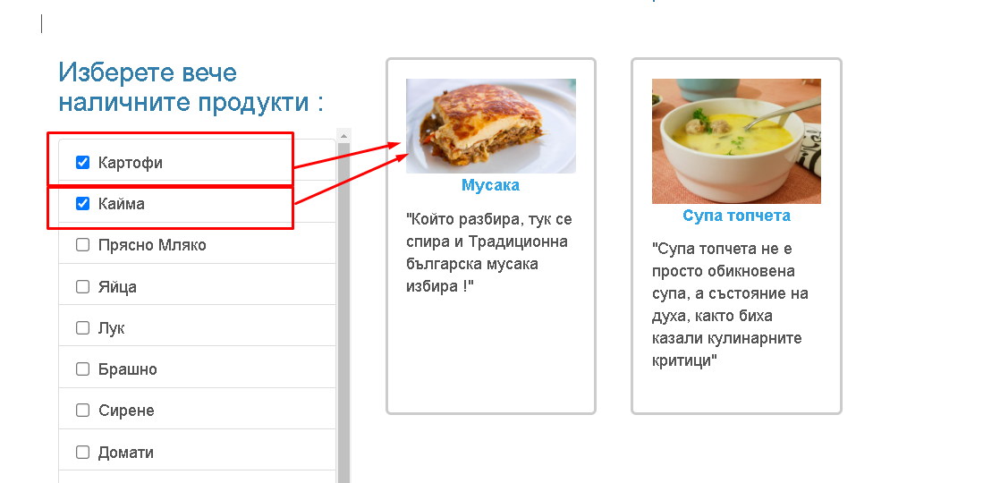 Изберете вече
наличните продукти :
Картофи
Кайма
Прясно Мляко
Яйца
Лук
Брашно
Сирене
Домати
Мусака
"Който разбира, тук се
спира и Традиционна
българска мусака
избира !"
Супа топчета
"Супа топчета не е
просто обикновена
супа, а състояние на
духа, както биха
казали кулинарните
критици"